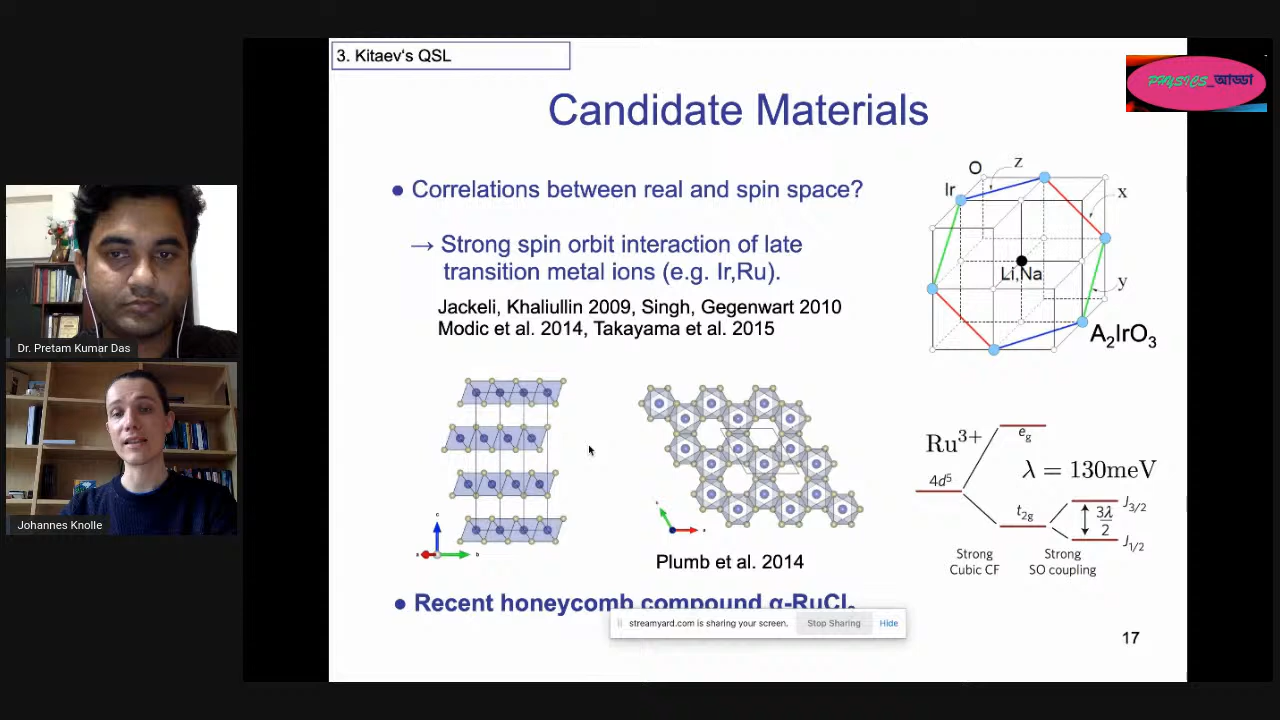 3. Kitaev's QSL
PHYSICS_আড্ডা
Candidate Materials
● Correlations between real and spin space?
→ Strong spin orbit interaction of late
transition metal ions (e.g. Ir,Ru).
Jackeli, Khaliullin 2009, Singh, Gegenwart 2010
Modic et al. 2014, Takayama et al. 2015
O
z
Ir
x
Li,Na
y
A₂IrO₃
Dr. Pretam Kumar Das
Johannes Knolle
c
a
b
a
Plumb et al. 2014
Ru³⁺
e_g
λ = 130meV
4d⁵
t₂g
J₃/₂
3λ/2
J₁/₂
Strong
Cubic CF
Strong
SO coupling
● Recent honeycomb compound α-RuCl₃
streamyard.com is sharing your screen.
Stop Sharing
Hide
17